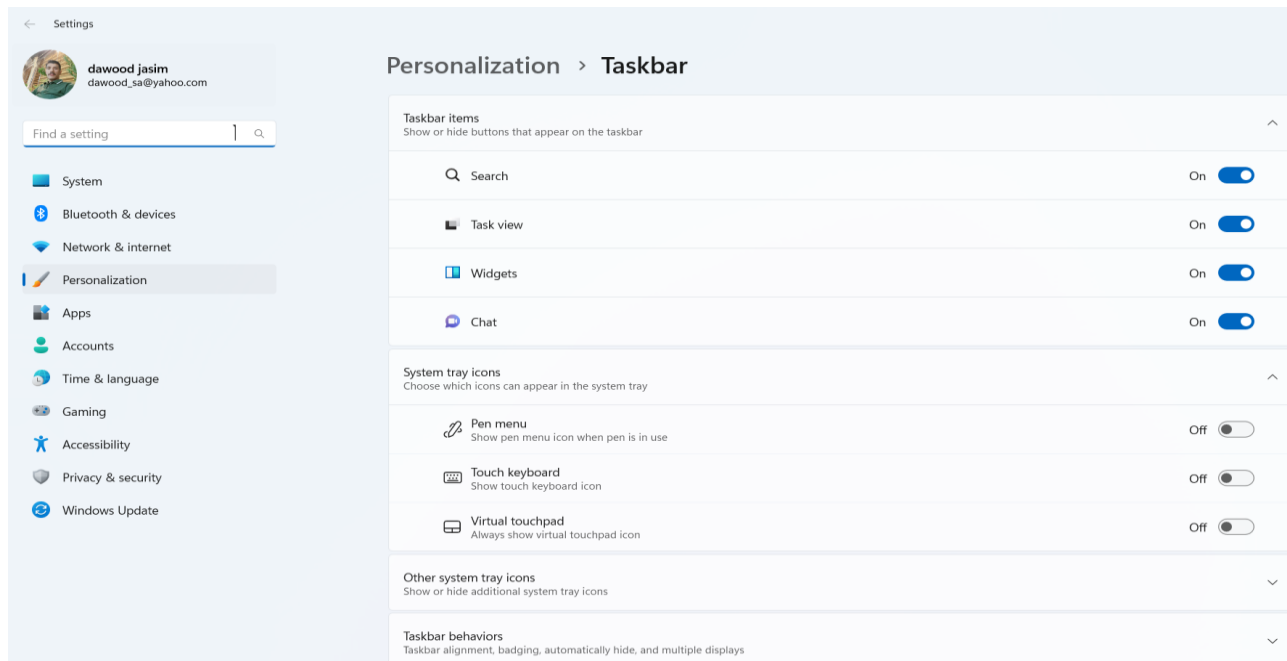 Settings
dawood jasim
dawood_sa@yahoo.com
Find a setting
System
Bluetooth & devices
Network & internet
Personalization
Apps
Accounts
Time & language
Gaming
Accessibility
Privacy & security
Windows Update
Personalization > Taskbar
Taskbar items
Show or hide buttons that appear on the taskbar
Search On
Task view On
Widgets On
Chat On
System tray icons
Choose which icons can appear in the system tray
Pen menu
Show pen menu icon when pen is in use
Off
Touch keyboard
Show touch keyboard icon
Off
Virtual touchpad
Always show virtual touchpad icon
Off
Other system tray icons
Show or hide additional system tray icons
Taskbar behaviors
Taskbar alignment, badging, automatically hide, and multiple displays